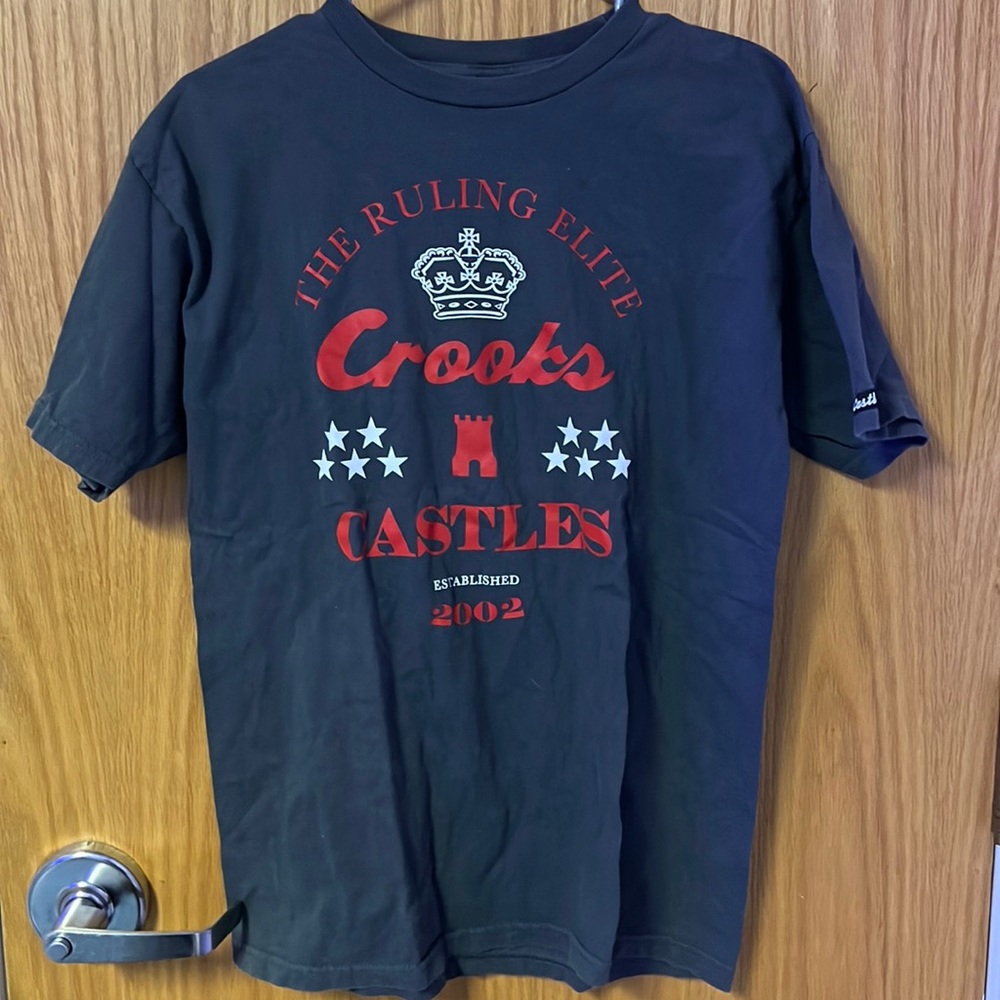 THE RULING ELITE
Crooks
CASTLES
ESTABLISHED
2002